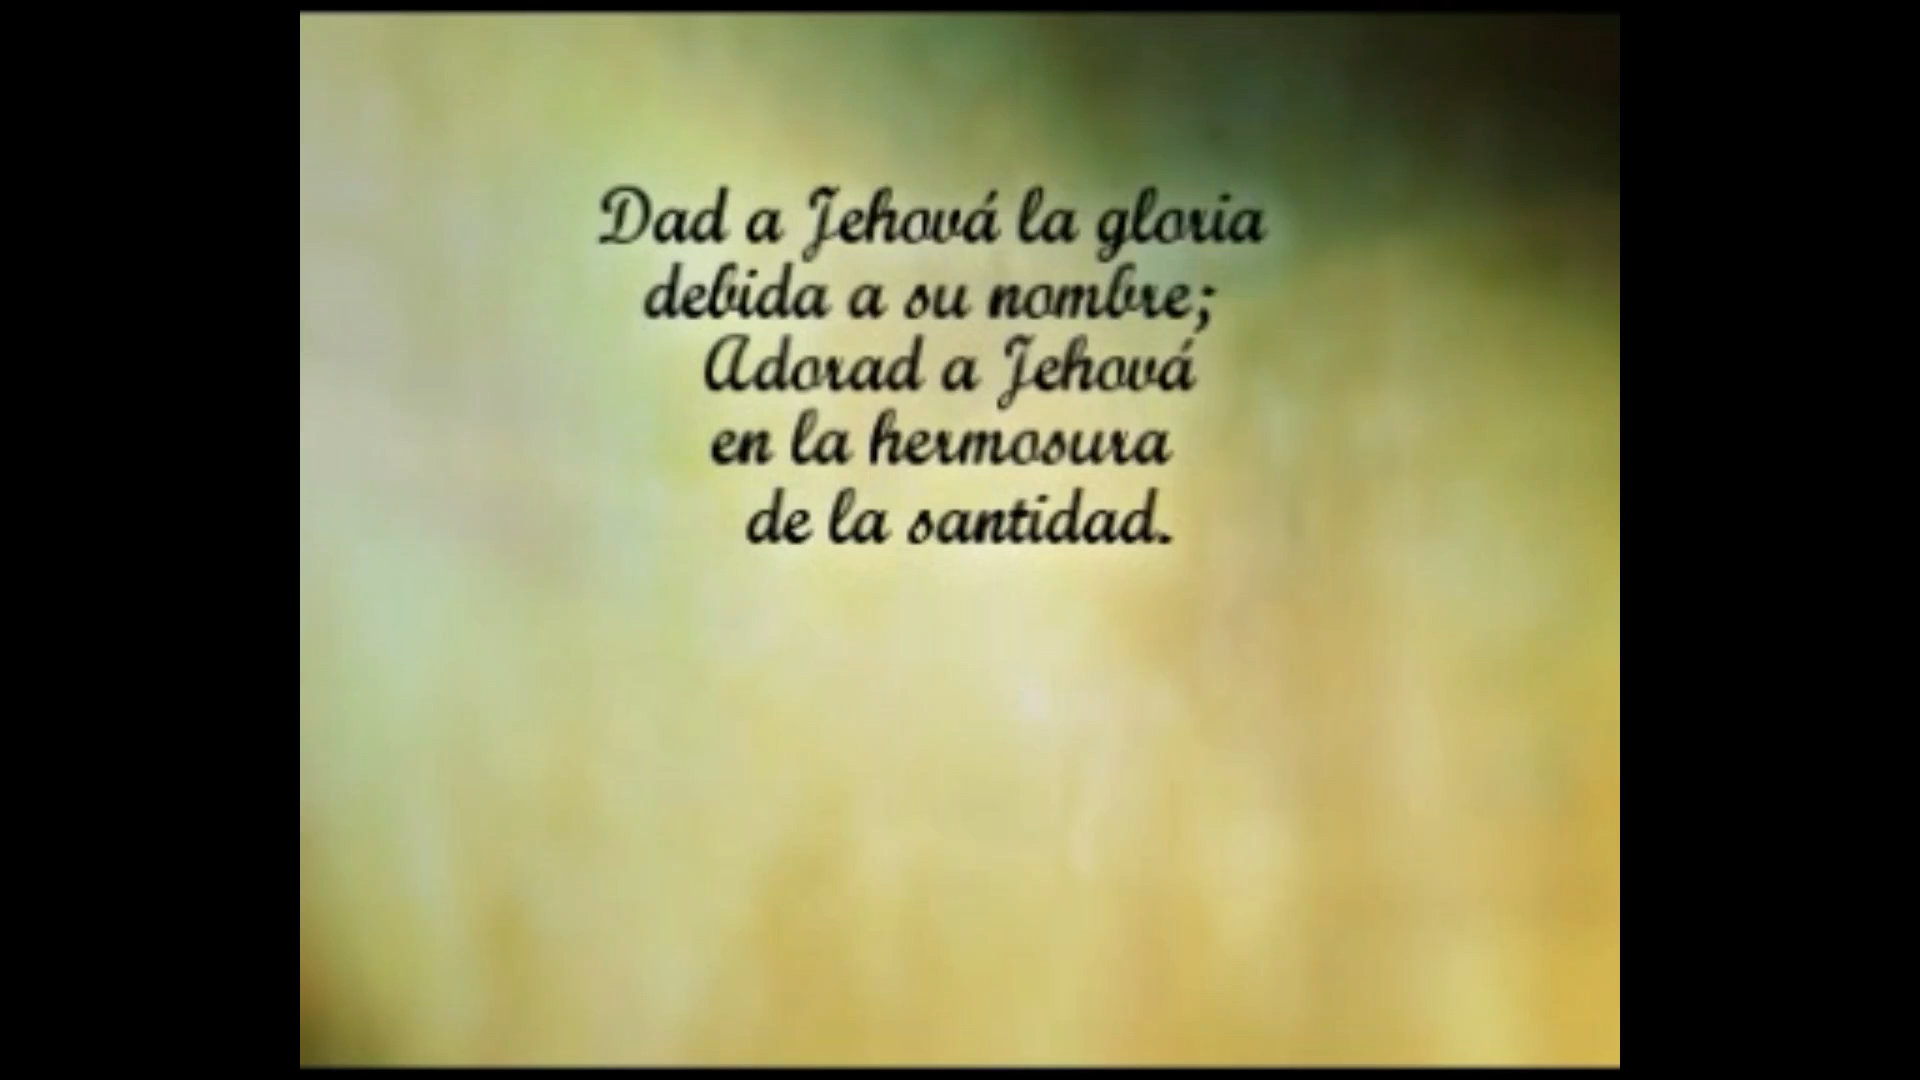 Dad a Jehová la gloria
debida a su nombre;
Adorad a Jehová
en la hermosura
de la santidad.